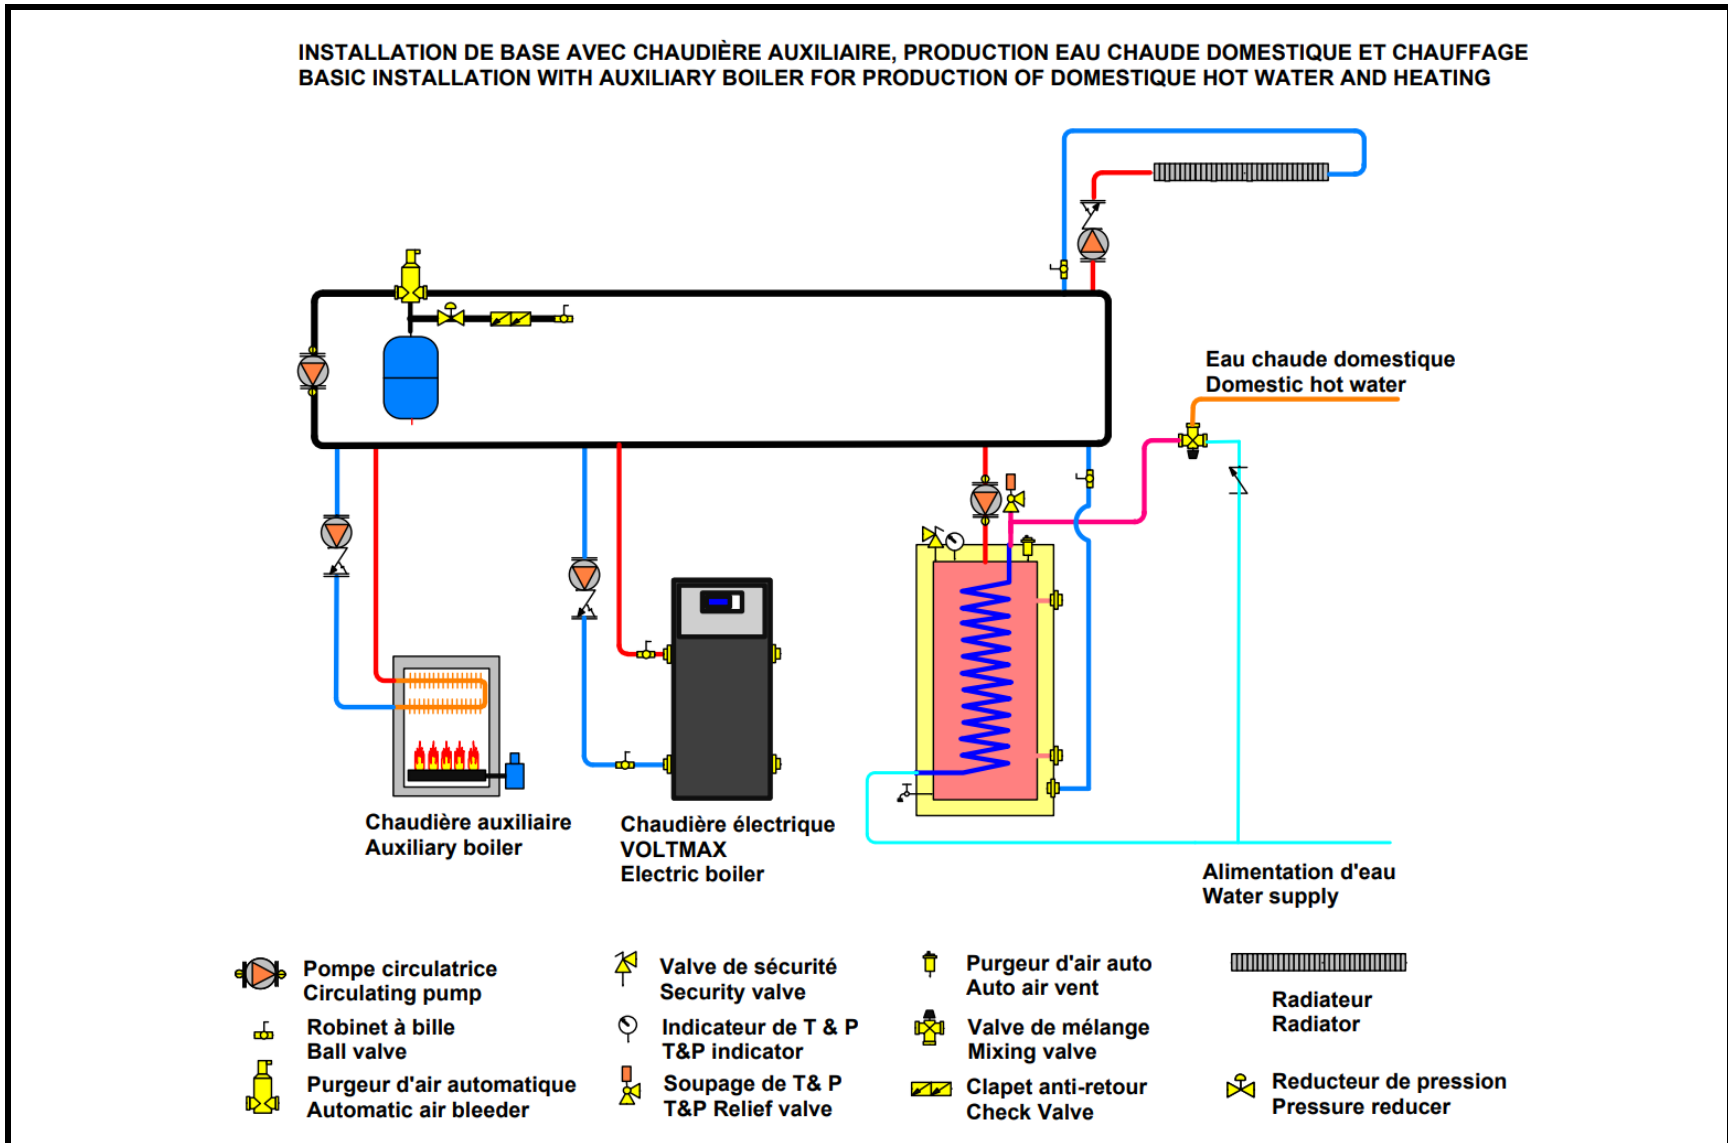 INSTALLATION DE BASE AVEC CHAUDIÈRE AUXILIAIRE, PRODUCTION EAU CHAUDE DOMESTIQUE ET CHAUFFAGE
BASIC INSTALLATION WITH AUXILIARY BOILER FOR PRODUCTION OF DOMESTIQUE HOT WATER AND HEATING
Eau chaude domestique
Domestic hot water
Chaudière auxiliaire
Auxiliary boiler
Chaudière électrique
VOLTMAX
Electric boiler
Alimentation d'eau
Water supply
Pompe circulatrice
Circulating pump
Robinet à bille
Ball valve
Purgeur d'air automatique
Automatic air bleeder
Valve de sécurité
Security valve
Indicateur de T & P
T&P indicator
Soupage de T& P
T&P Relief valve
Purgeur d'air auto
Auto air vent
Valve de mélange
Mixing valve
Clapet anti-retour
Check Valve
Radiateur
Radiator
Reducteur de pression
Pressure reducer